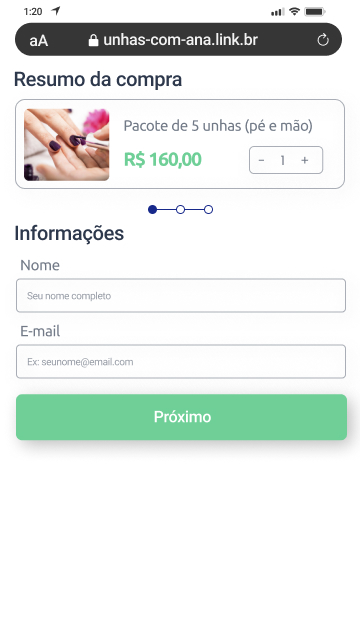 1:20
AA unhas-com-ana.link.br
Resumo da compra
Pacote de 5 unhas (pé e mão)
R$ 160,00 - 1 +
Informações
Nome
Seu nome completo
E-mail
Ex: seunome@email.com
Próximo